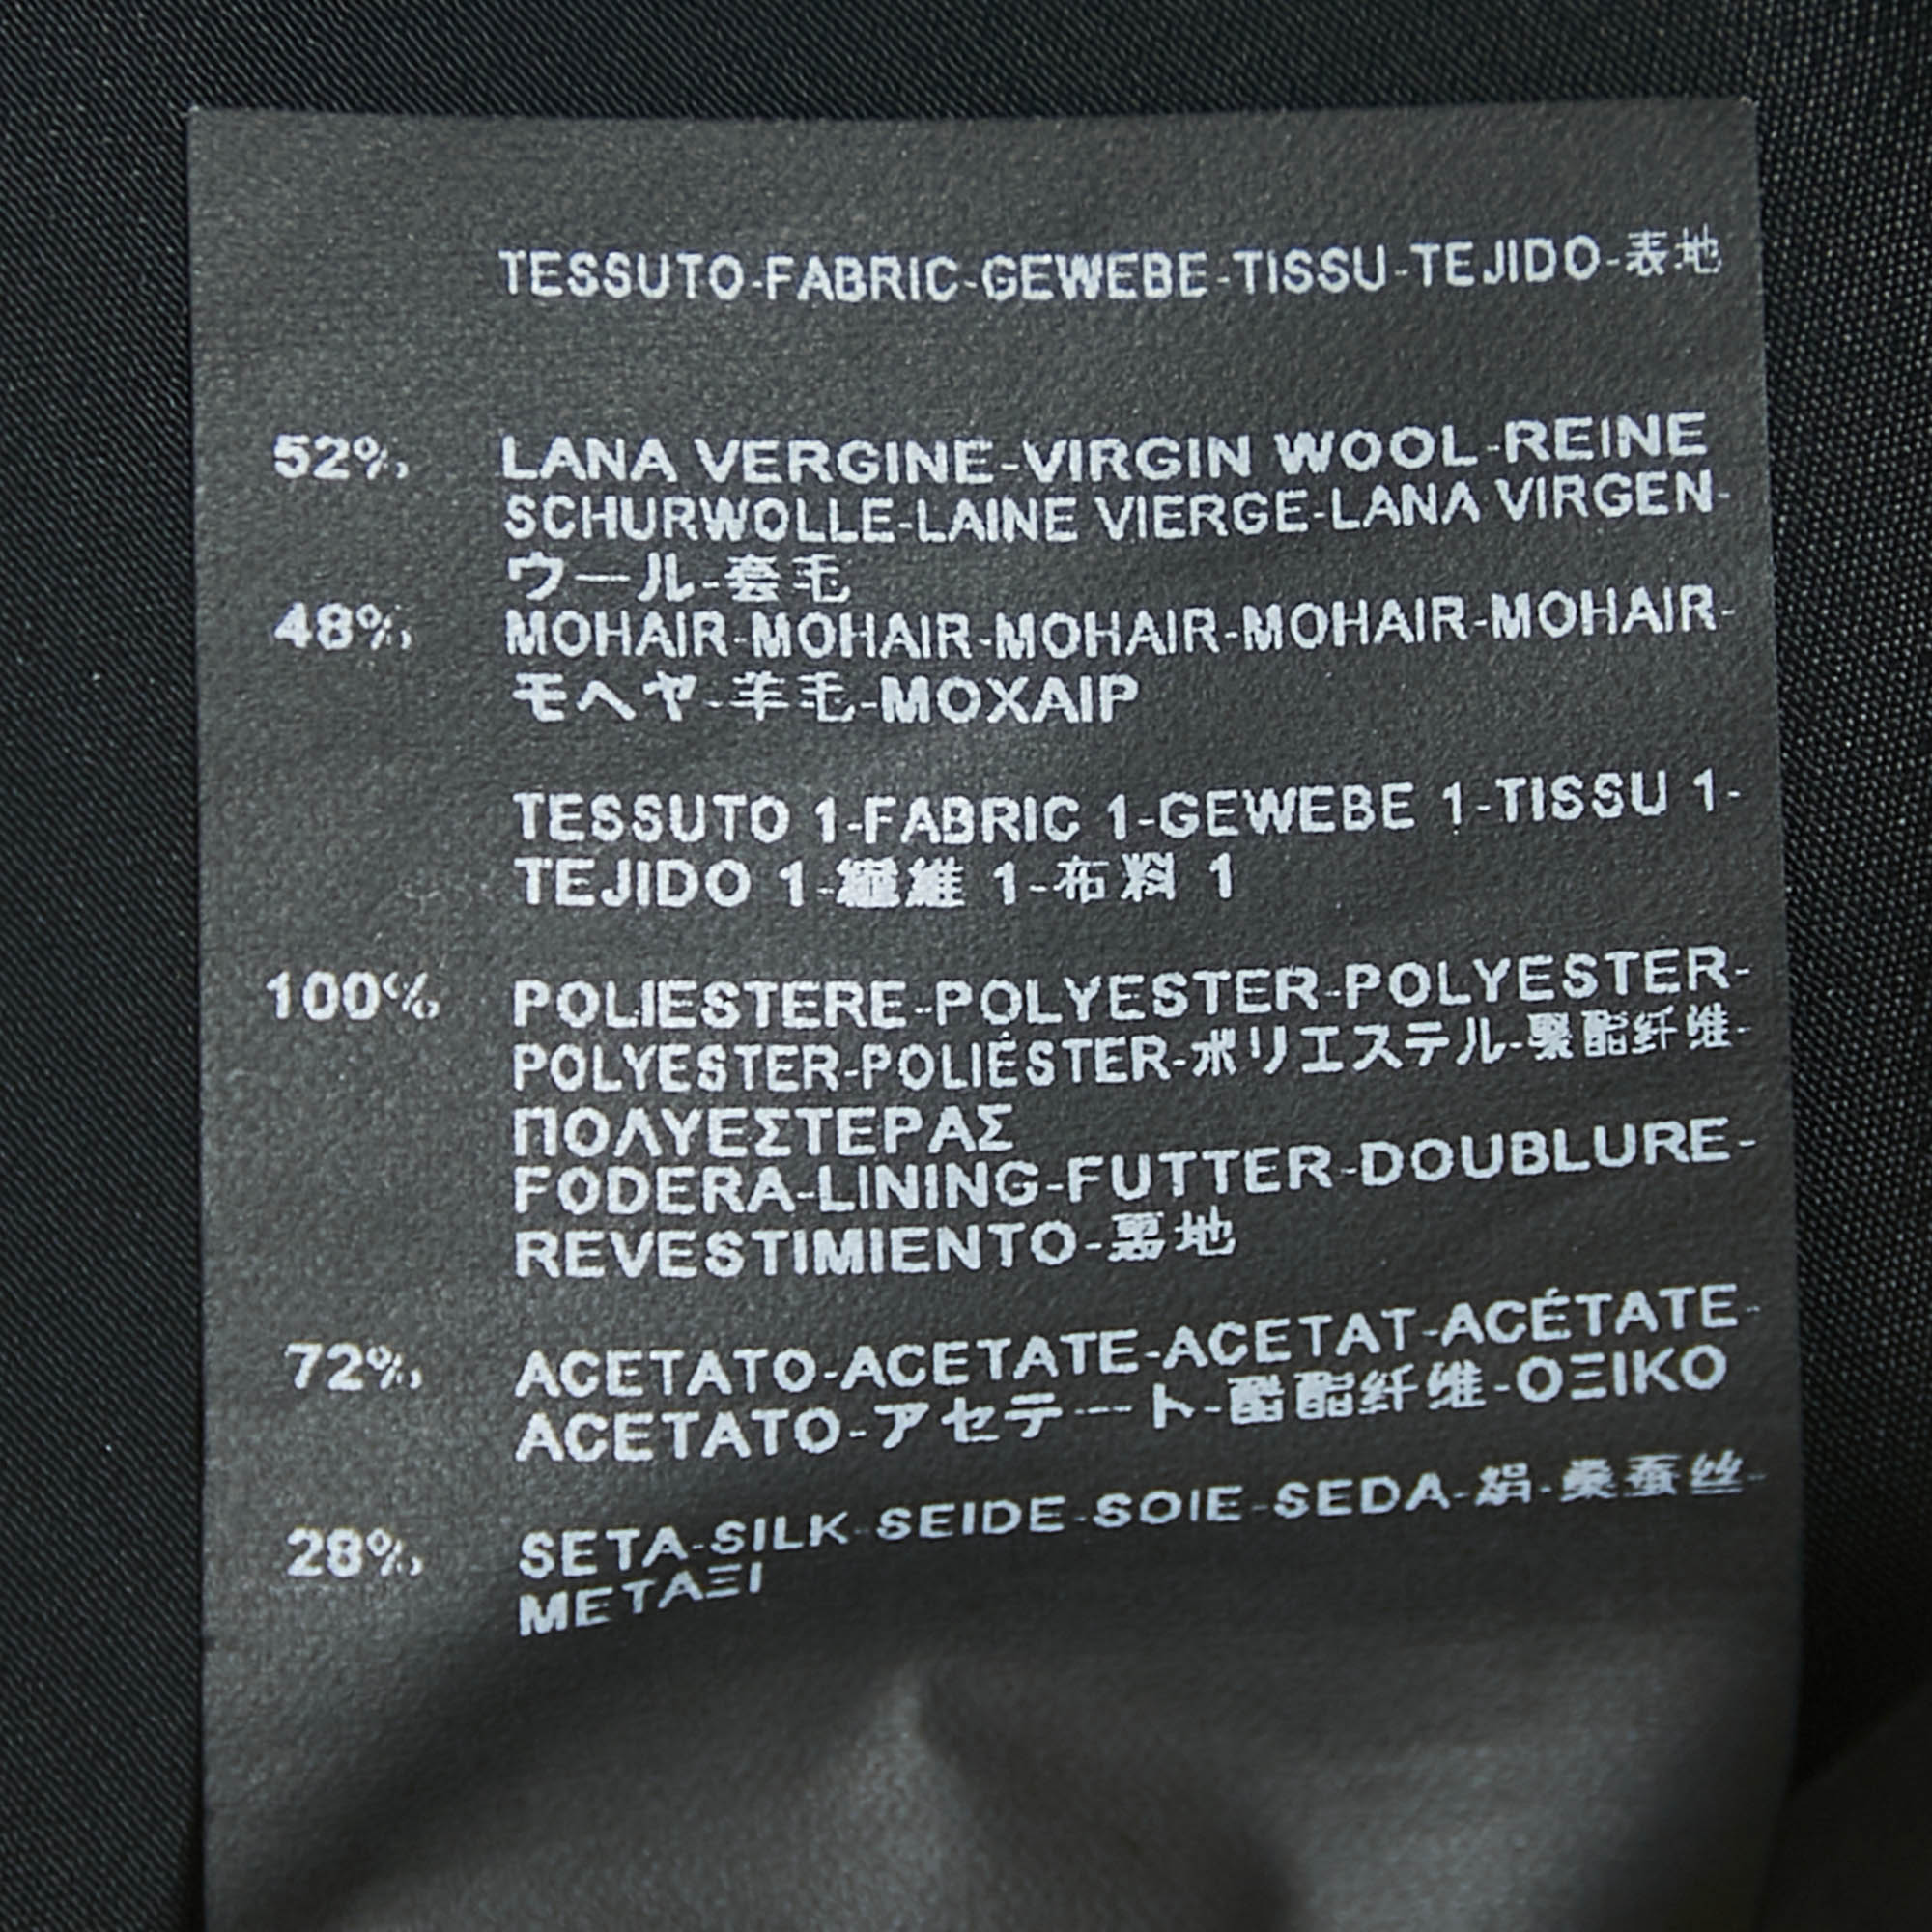 TESSUTO-FABRIC-GEWEBE-TISSU-TEJIDO-表地
52% LANA VERGINE-VIRGIN WOOL-REINE
SCHURWOLLE-LAINE VIERGE-LANA VIRGEN-
ウール-套毛
48% MOHAIR-MOHAIR-MOHAIR-MOHAIR-MOHAIR-
モヘヤ-羊毛-MOXAIP
TESSUTO 1-FABRIC 1-GEWEBE 1-TISSU 1-
TEJIDO 1-繊維 1-布料 1
100% POLIESTERE-POLYESTER-POLYESTER-
POLYESTER-POLIÉSTER-ポリエステル-聚酯纤维-
ΠΟΛΥΕΣΤΕΡΑΣ
FODERA-LINING-FUTTER-DOUBLURE-
REVESTIMIENTO-裏地
72% ACETATO-ACETATE-ACETAT-ACÉTATE-
ACETATO-アセテート-醋酯纤维-ΟΞΙΚΟ
28% SETA-SILK-SEIDE-SOIE-SEDA-絹-桑蚕丝-
ΜΕΤΑΞΙ